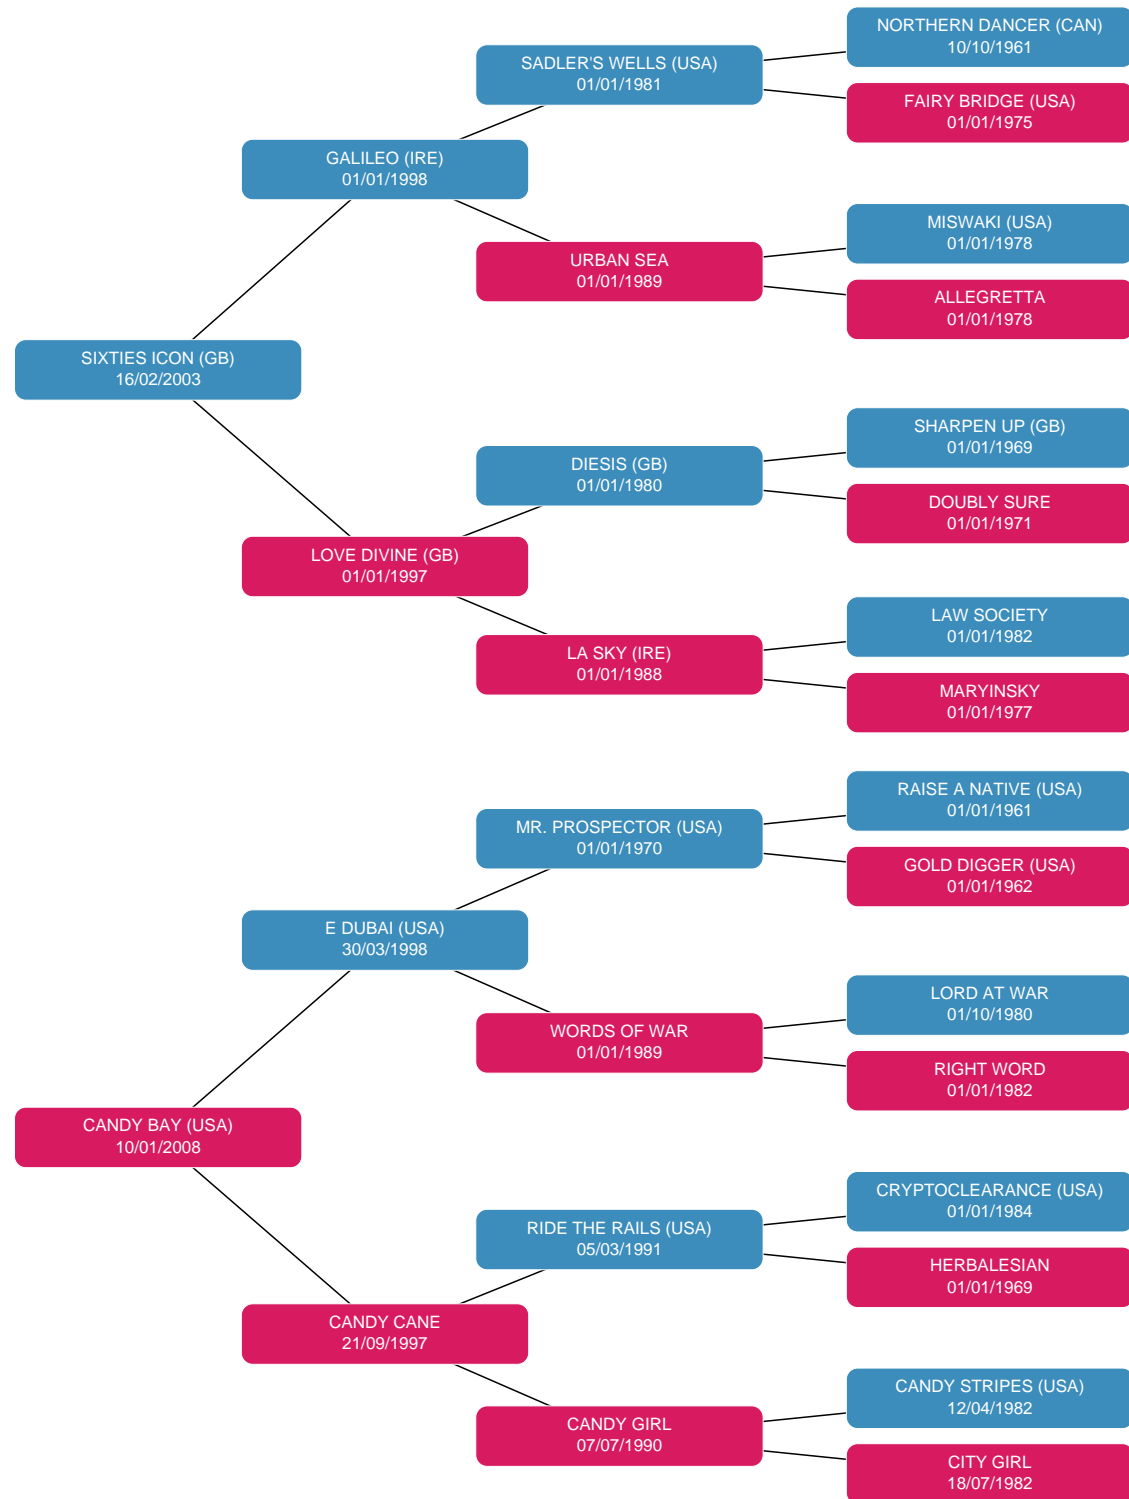 NORTHERN DANCER (CAN)
10/10/1961
SADLER'S WELLS (USA)
01/01/1981
FAIRY BRIDGE (USA)
01/01/1975
GALILEO (IRE)
01/01/1998
MISWAKI (USA)
01/01/1978
URBAN SEA
01/01/1989
ALLEGRETTA
01/01/1978
SIXTIES ICON (GB)
16/02/2003
SHARPEN UP (GB)
01/01/1969
DIESIS (GB)
01/01/1980
DOUBLY SURE
01/01/1971
LOVE DIVINE (GB)
01/01/1997
LAW SOCIETY
01/01/1982
LA SKY (IRE)
01/01/1988
MARYINSKY
01/01/1977
RAISE A NATIVE (USA)
01/01/1961
MR. PROSPECTOR (USA)
01/01/1970
GOLD DIGGER (USA)
01/01/1962
E DUBAI (USA)
30/03/1998
LORD AT WAR
01/10/1980
WORDS OF WAR
01/01/1989
RIGHT WORD
01/01/1982
CANDY BAY (USA)
10/01/2008
CRYPTOCLEARANCE (USA)
01/01/1984
RIDE THE RAILS (USA)
05/03/1991
HERBALESIAN
01/01/1969
CANDY CANE
21/09/1997
CANDY STRIPES (USA)
12/04/1982
CANDY GIRL
07/07/1990
CITY GIRL
18/07/1982